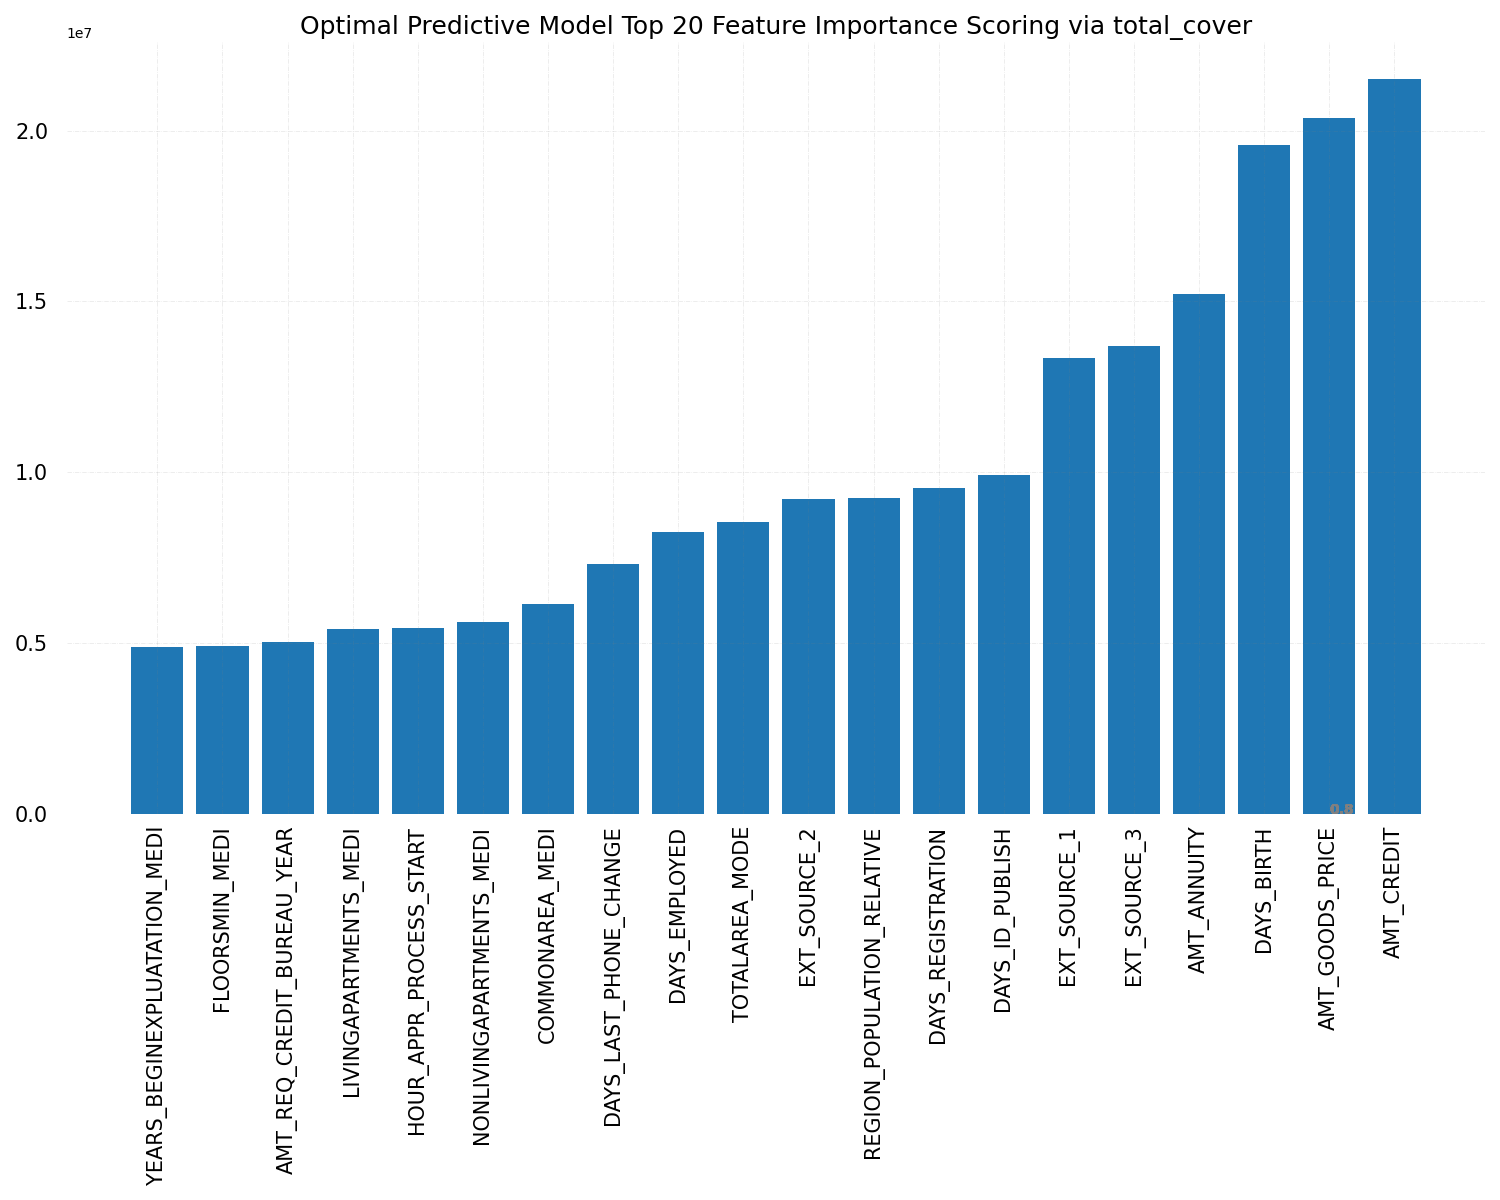 Optimal Predictive Model Top 20 Feature Importance Scoring via total_cover
1e7
2.0
1.5
1.0
0.5
0.0
0.8
YEARS_BEGINEXPLUATATION_MEDI
FLOORSMIN_MEDI
AMT_REQ_CREDIT_BUREAU_YEAR
LIVINGAPARTMENTS_MEDI
HOUR_APPR_PROCESS_START
NONLIVINGAPARTMENTS_MEDI
COMMONAREA_MEDI
DAYS_LAST_PHONE_CHANGE
DAYS_EMPLOYED
TOTALAREA_MODE
EXT_SOURCE_2
REGION_POPULATION_RELATIVE
DAYS_REGISTRATION
DAYS_ID_PUBLISH
EXT_SOURCE_1
EXT_SOURCE_3
AMT_ANNUITY
DAYS_BIRTH
AMT_GOODS_PRICE
AMT_CREDIT